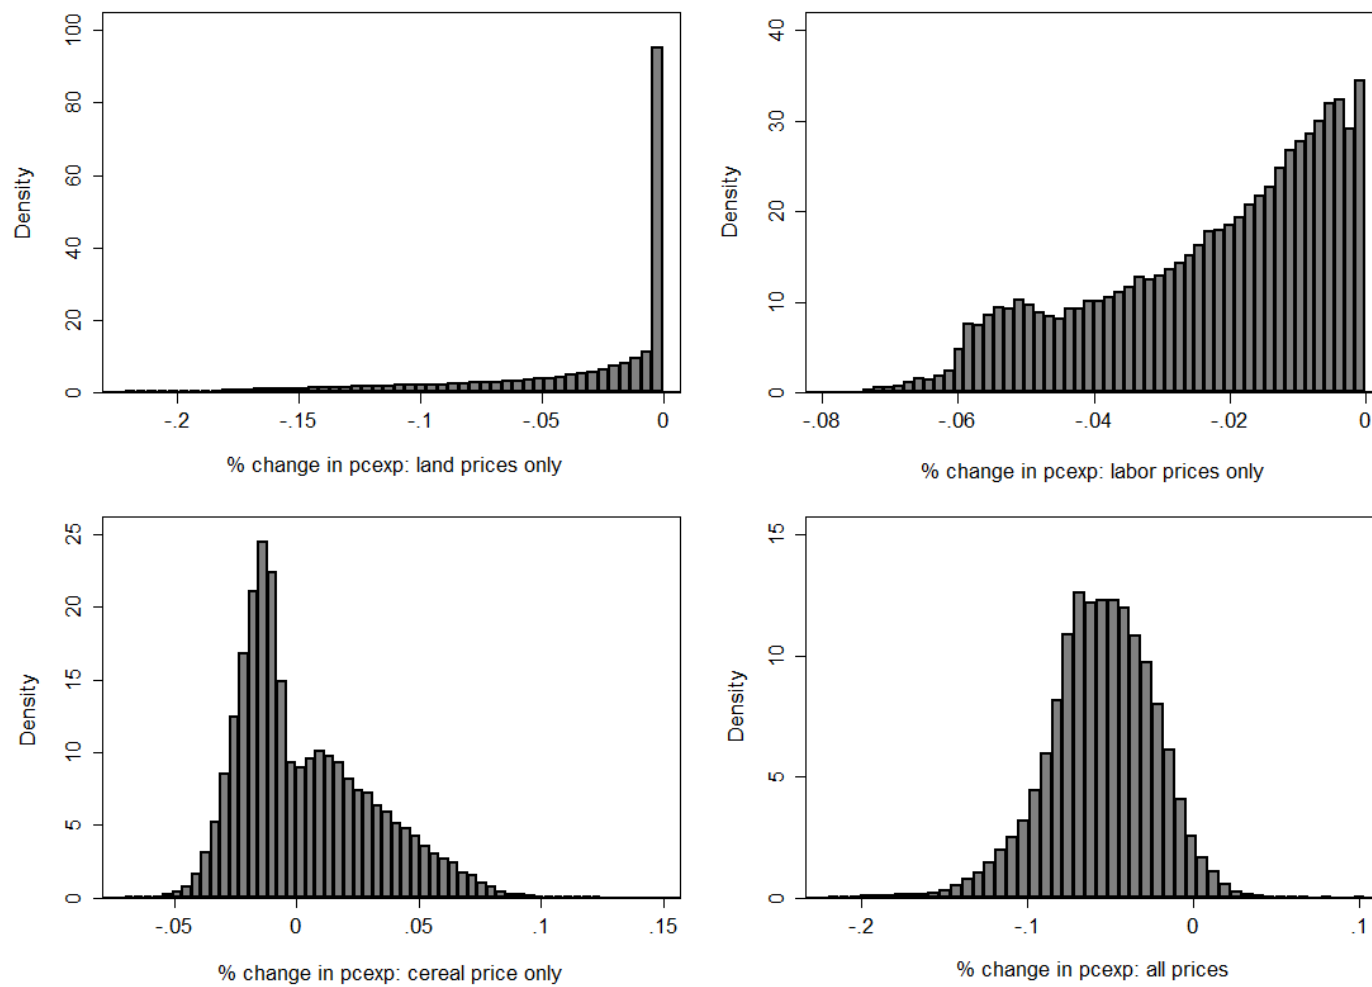 100
80
60
40
20
0
Density
-.2 -.15 -.1 -.05 0
% change in pcexp: land prices only
40
30
20
10
0
Density
-.08 -.06 -.04 -.02 0
% change in pcexp: labor prices only
25
20
15
10
5
0
Density
-.05 0 .05 .1 .15
% change in pcexp: cereal price only
15
10
5
0
Density
-.2 -.1 0 .1
% change in pcexp: all prices